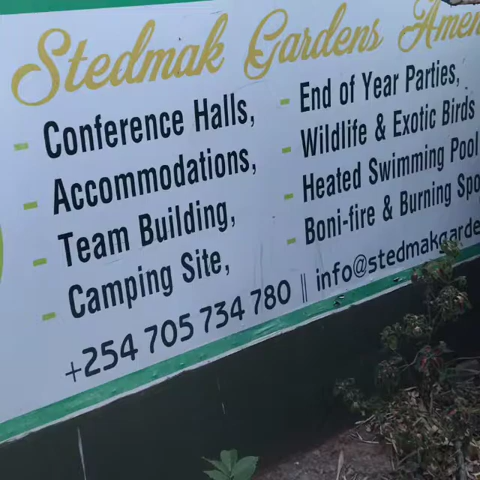 Stedmak Gardens Amen
- Conference Halls,
- Accommodations,
- Team Building,
- Camping Site,
- End of Year Parties,
- Wildlife & Exotic Birds
- Heated Swimming Pool
- Boni-fire & Burning Spo
+254 705 734 780 || info@stedmakgarde